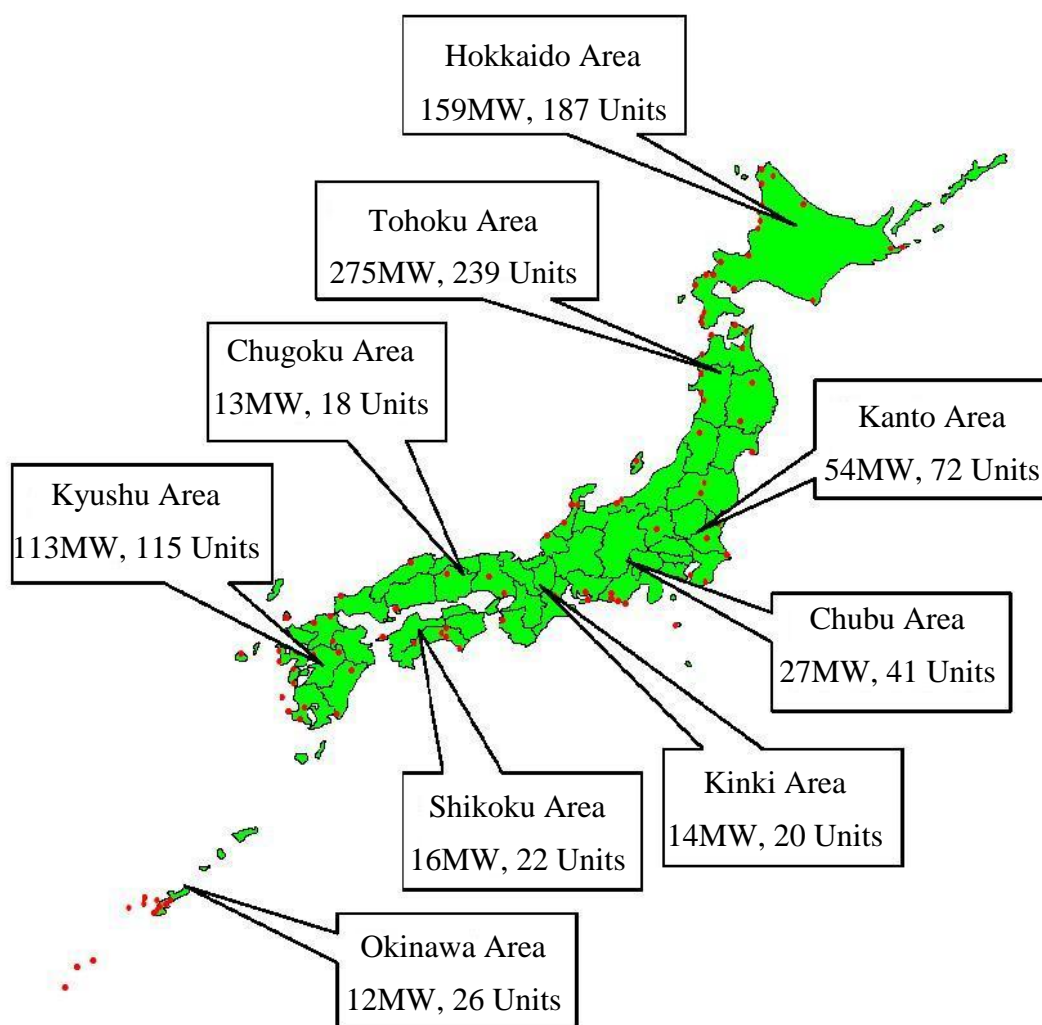 Hokkaido Area
159MW, 187 Units
Tohoku Area
275MW, 239 Units
Chugoku Area
13MW, 18 Units
Kanto Area
54MW, 72 Units
Kyushu Area
113MW, 115 Units
Chubu Area
27MW, 41 Units
Kinki Area
14MW, 20 Units
Shikoku Area
16MW, 22 Units
Okinawa Area
12MW, 26 Units